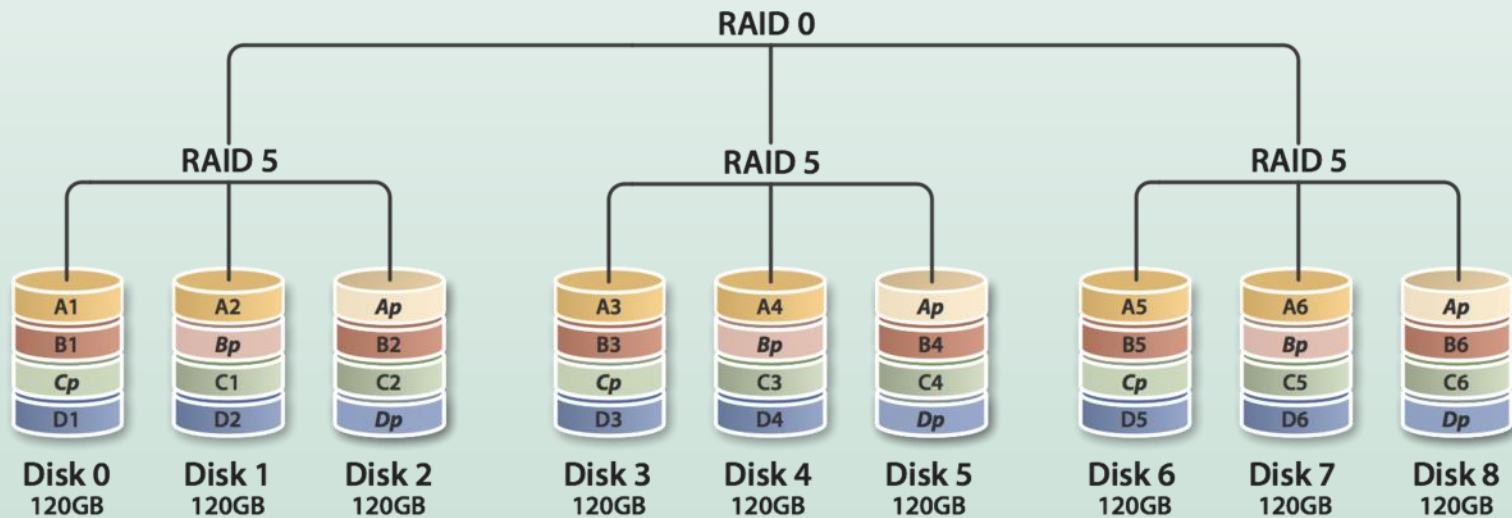 RAID 0
RAID 5 RAID 5 RAID 5
A1 A2 Ap A3 A4 Ap A5 A6 Ap
B1 Bp B2 B3 Bp B4 B5 Bp B6
Cp C1 C2 Cp C3 C4 Cp C5 C6
D1 D2 Dp D3 D4 Dp D5 D6 Dp
Disk 0 Disk 1 Disk 2 Disk 3 Disk 4 Disk 5 Disk 6 Disk 7 Disk 8
120GB 120GB 120GB 120GB 120GB 120GB 120GB 120GB 120GB